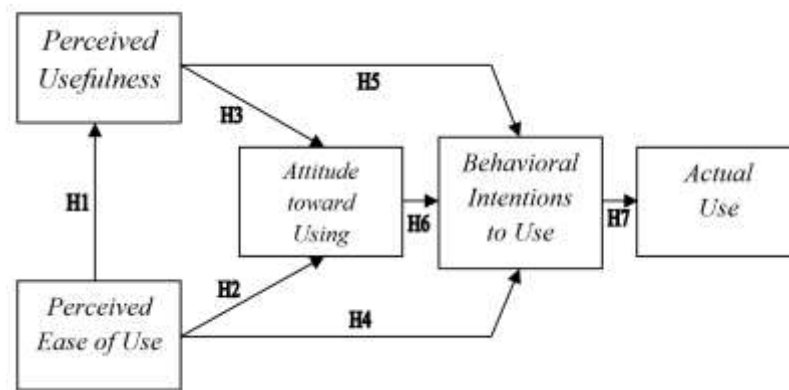 Perceived
Usefulness
H5
H3
H1
Attitude
toward
Using
H6
Behavioral
Intentions
to Use
H7
Actual
Use
H2
Perceived
Ease of Use
H4